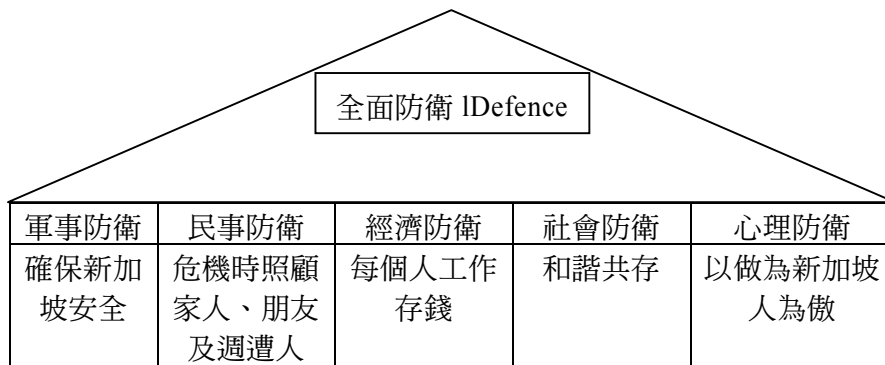 全面防衛 lDefence
軍事防衛 民事防衛 經濟防衛 社會防衛 心理防衛
確保新加 危機時照顧 每個人工作 和諧共存 以做為新加坡
坡安全 家人、朋友 存錢 人為傲
及週遭人